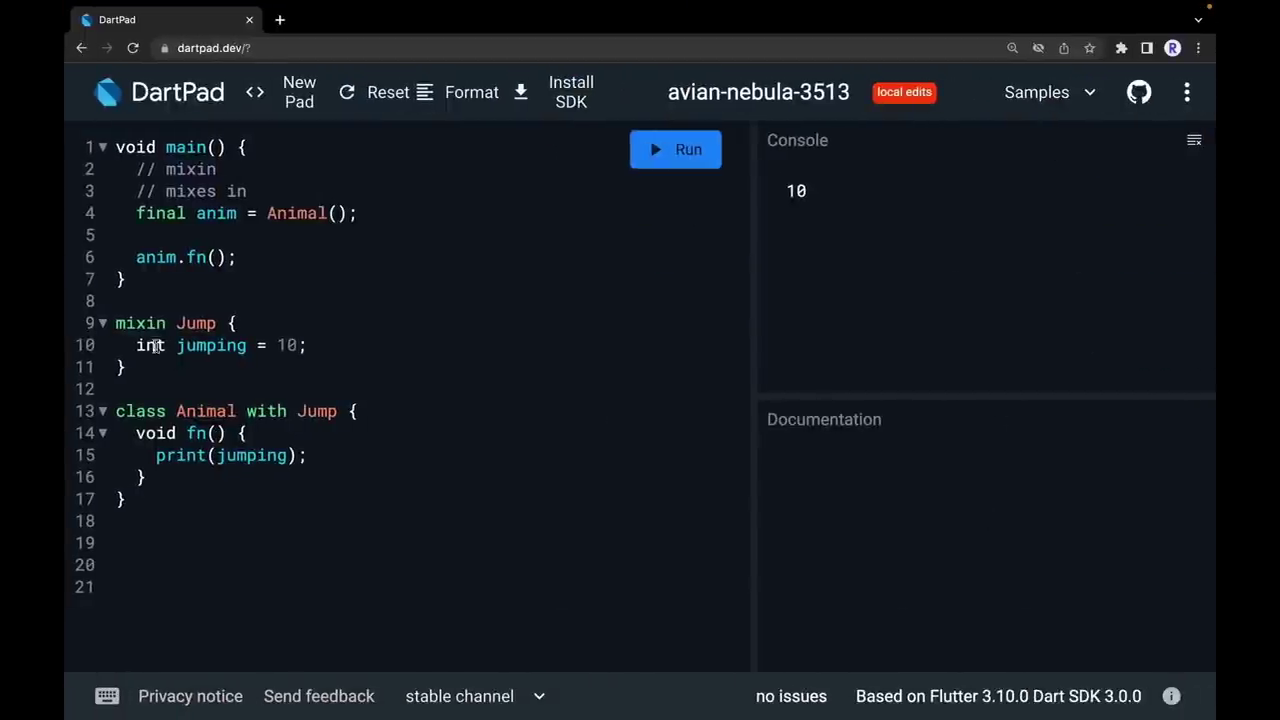 DartPad
dartpad.dev/?
R
DartPad
New Pad
Reset
Format
Install SDK
avian-nebula-3513
local edits
Samples
1 void main() {
2   // mixin
3   // mixes in
4   final anim = Animal();
5
6   anim.fn();
7 }
8
9 mixin Jump {
10   int jumping = 10;
11 }
12
13 class Animal with Jump {
14   void fn() {
15     print(jumping);
16   }
17 }
18
19
20
21
Run
Console
10
Documentation
Privacy notice
Send feedback
stable channel
no issues
Based on Flutter 3.10.0 Dart SDK 3.0.0